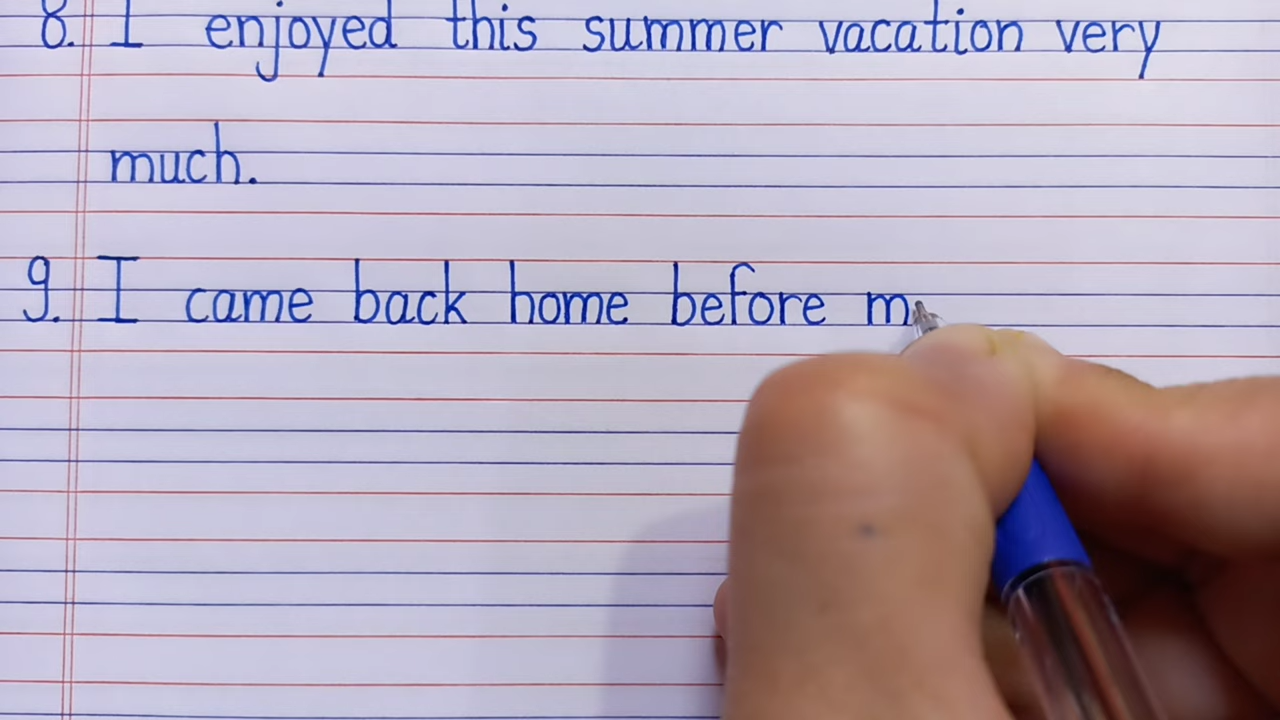 8. I enjoyed this summer vacation very
much.
9. I came back home before m